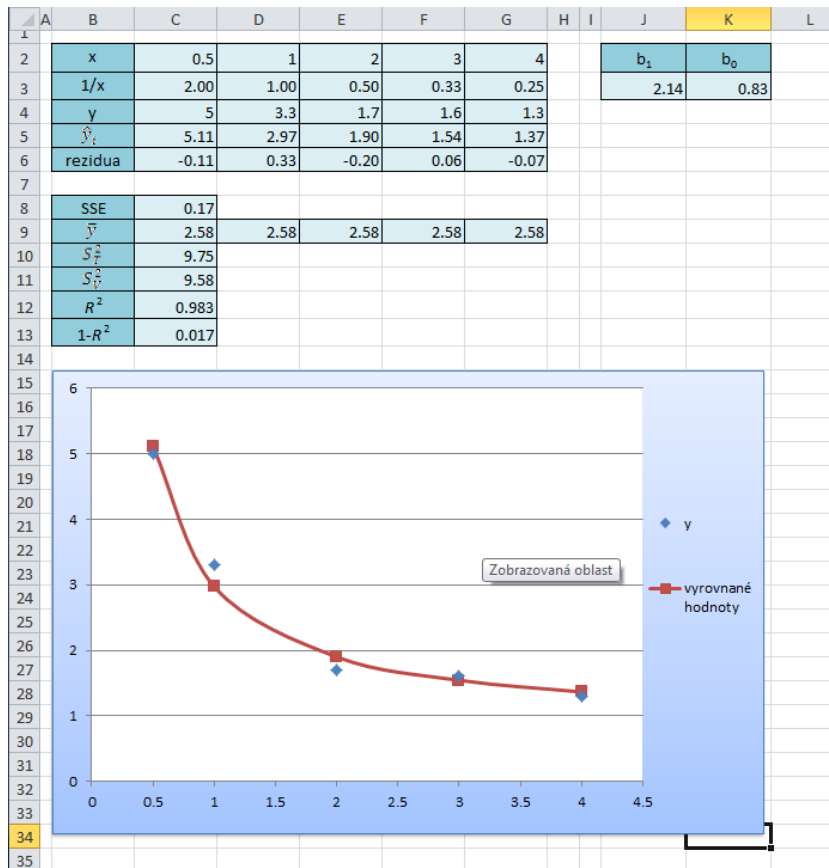 A B C D E F G H I J K L
1
2 x 0.5 1 2 3 4 b₁ b₀
3 1/x 2.00 1.00 0.50 0.33 0.25 2.14 0.83
4 y 5 3.3 1.7 1.6 1.3
5 ŷᵢ 5.11 2.97 1.90 1.54 1.37
6 rezidua -0.11 0.33 -0.20 0.06 -0.07
7
8 SSE 0.17
9 ȳ 2.58 2.58 2.58 2.58 2.58
10 9.75
11 9.58
12 R² 0.983
13 1-R² 0.017
14
15
16
17
18
19
20
21
22
23
24
25
26
27
28
29
30
31
32
33
34
35
6
5
4
3
2
1
0
0 0.5 1 1.5 2 2.5 3 3.5 4 4.5
Zobrazovaná oblast
y
vyrovnané
hodnoty